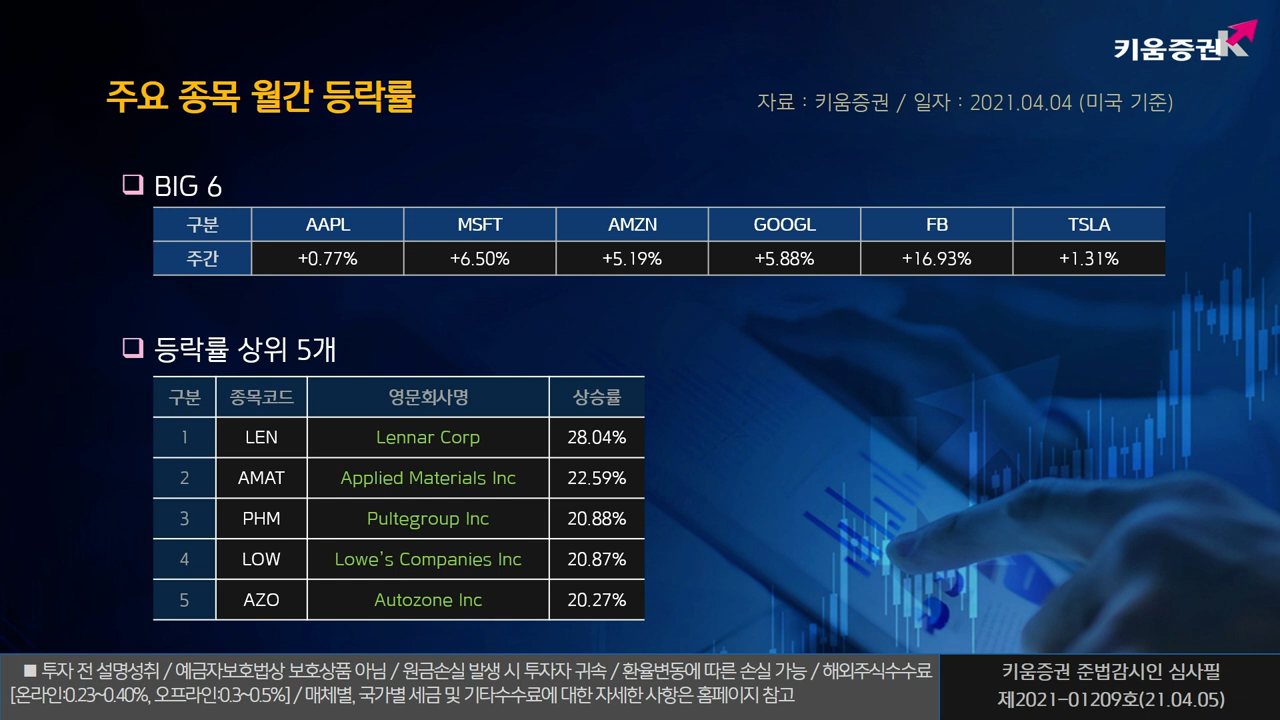 키움증권
주요 종목 월간 등락률
자료 : 키움증권 / 일자 : 2021.04.04 (미국 기준)
❏ BIG 6
구분 AAPL MSFT AMZN GOOGL FB TSLA
주간 +0.77% +6.50% +5.19% +5.88% +16.93% +1.31%
❏ 등락률 상위 5개
구분 종목코드 영문회사명 상승률
1 LEN Lennar Corp 28.04%
2 AMAT Applied Materials Inc 22.59%
3 PHM Pultegroup Inc 20.88%
4 LOW Lowe's Companies Inc 20.87%
5 AZO Autozone Inc 20.27%
■ 투자 전 설명성취 / 예금자보호법상 보호상품 아님 / 원금손실 발생 시 투자자 귀속 / 환율변동에 따른 손실 가능 / 해외주식수수료
[온라인:0.23~0.40%, 오프라인:0.3~0.5%] / 매체별, 국가별 세금 및 기타수수료에 대한 자세한 사항은 홈페이지 참고
키움증권 준법감시인 심사필
제2021-01209호(21.04.05)